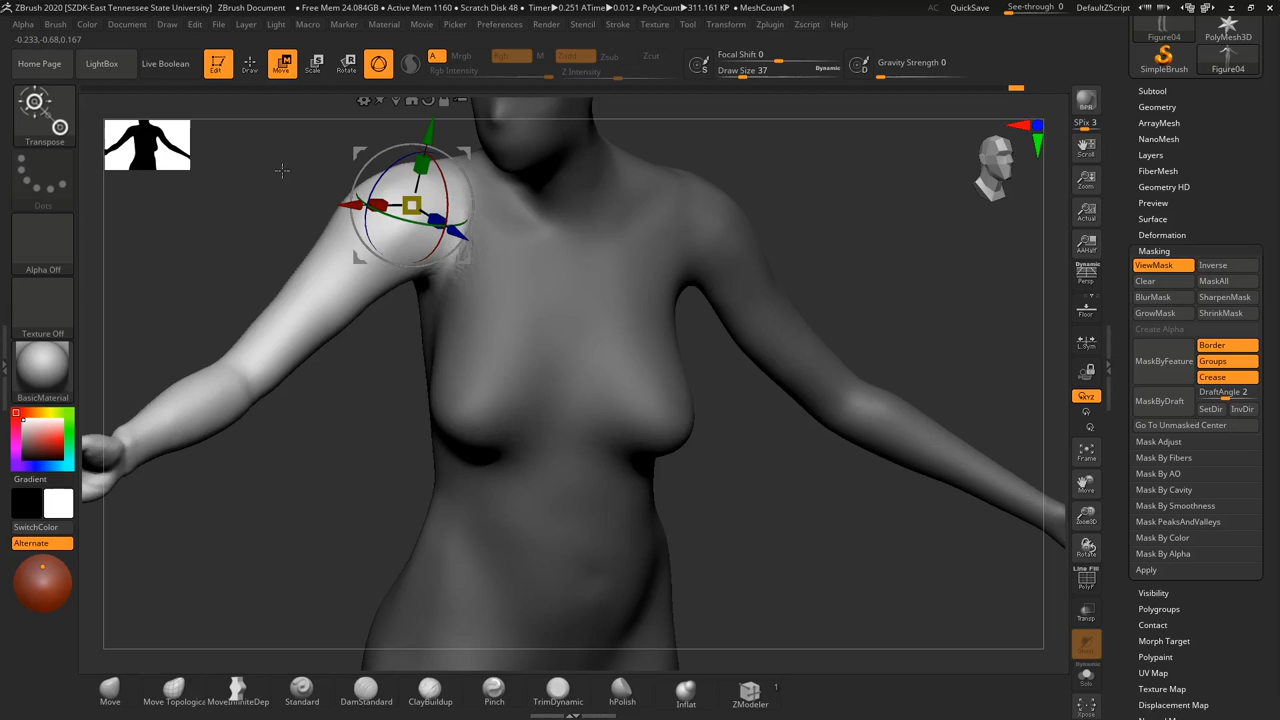 ZBrush 2020 [SZDK-East Tennessee State University] ZBrush Document • Free Mem 24.084GB • Active Mem 1160 • Scratch Disk 48 • Timer▶0.251 ATime▶0.012 • PolyCount▶311.161 KP • MeshCount▶1 AC QuickSave See-through 0 Menus DefaultZScript
Alpha Brush Color Document Draw Edit File Layer Light Macro Marker Material Movie Picker Preferences Render Stencil Stroke Texture Tool Transform Zplugin Zscript Help
-0.233,-0.68,0.167
Home Page LightBox Live Boolean Edit Draw Move Scale Rotate
A Mrgb Rgb M Zadd Zsub Zcut
Rgb Intensity Z Intensity
Focal Shift 0
Draw Size 37 Dynamic
Gravity Strength 0
Figure04 PolyMesh3D
SimpleBrush Figure04
Transpose
Dots
Alpha Off
Texture Off
BasicMaterial
Gradient
SwitchColor
Alternate
BPR
SPix 3
Scroll
Zoom
Actual
AAHalf
Dynamic
Persp
Floor
L.Sym
XYZ
Frame
Move
Zoom3D
Rotate
Line Fill
PolyF
Transp
Dynamic
Solo
Xpose
Subtool
Geometry
ArrayMesh
NanoMesh
Layers
FiberMesh
Geometry HD
Preview
Surface
Deformation
Masking
ViewMask Inverse
Clear MaskAll
BlurMask SharpenMask
GrowMask ShrinkMask
Create Alpha
MaskByFeature Border
Groups
Crease
MaskByDraft DraftAngle 2
SetDir InvDir
Go To Unmasked Center
Mask Adjust
Mask By Fibers
Mask By AO
Mask By Cavity
Mask By Smoothness
Mask PeaksAndValleys
Mask By Color
Mask By Alpha
Apply
Visibility
Polygroups
Contact
Morph Target
Polypaint
UV Map
Texture Map
Displacement Map
Move Move Topologic MoveInfiniteDep Standard DamStandard ClayBuildup Pinch TrimDynamic hPolish Inflat ZModeler 1